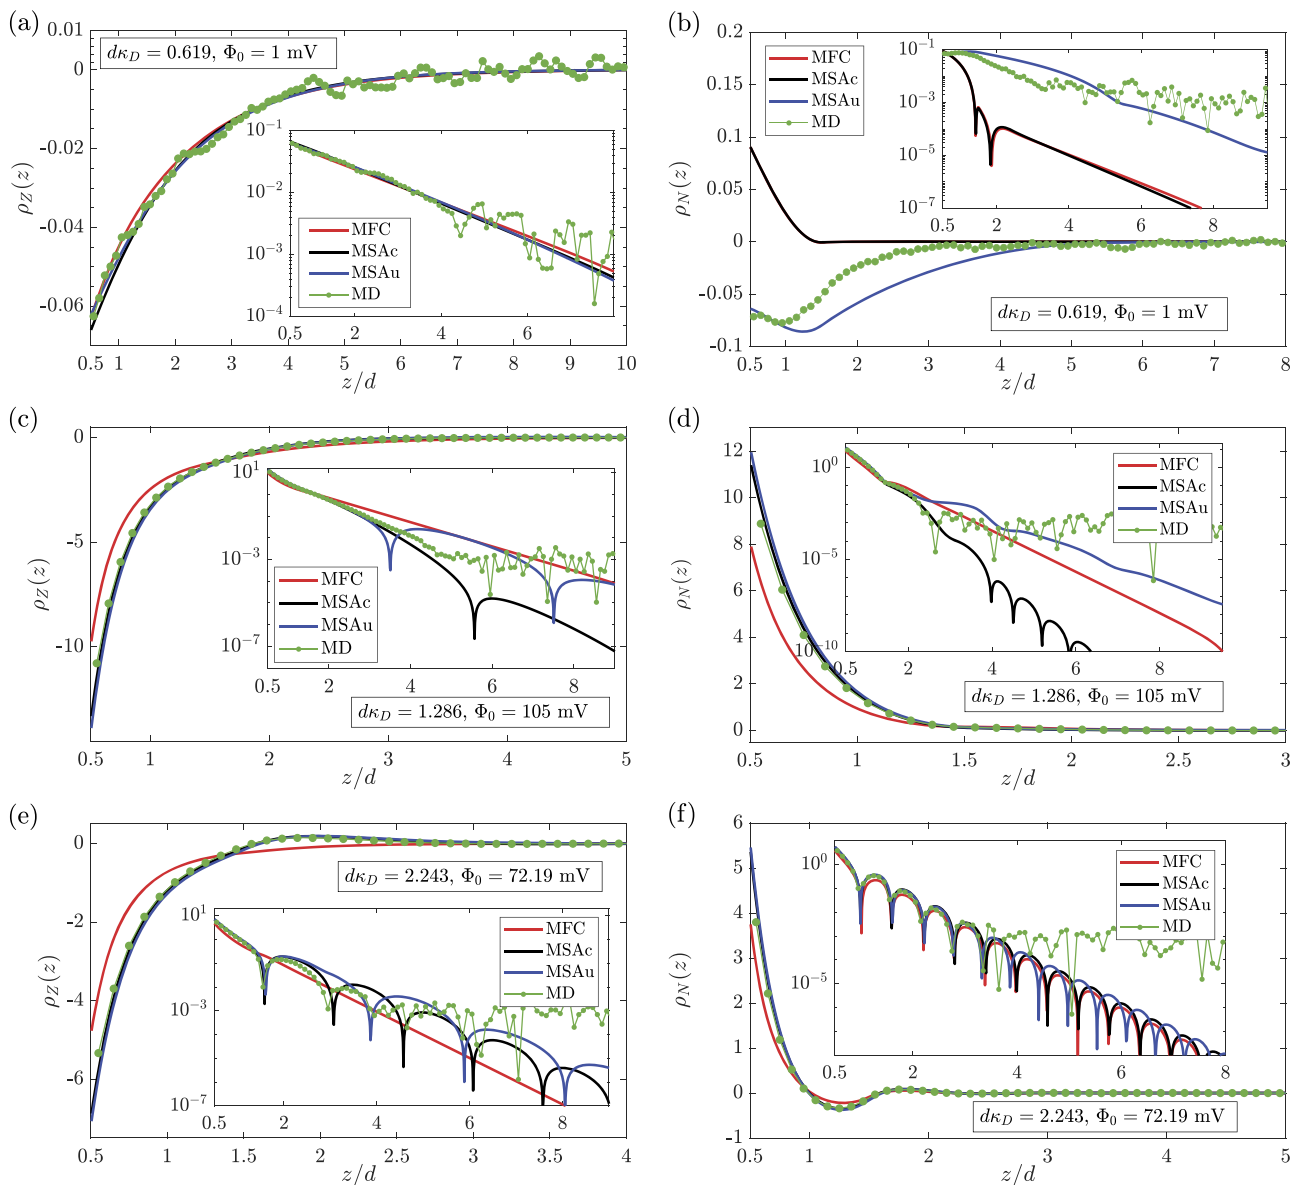 (a)
0.01
0
-0.02
-0.04
-0.06
ρ_Z(z)
dκ_D = 0.619, Φ_0 = 1 mV
10^{-1}
10^{-2}
10^{-3}
10^{-4}
MFC
MSAc
MSAu
MD
0.5 2 4 6
0.5 1 2 3 4 5 6 7 8 9 10
z/d
(b)
0.2
0.15
0.1
0.05
0
-0.05
-0.1
ρ_N(z)
MFC
MSAc
MSAu
MD
10^{-1}
10^{-3}
10^{-5}
10^{-7}
0.5 2 4 6 8
dκ_D = 0.619, Φ_0 = 1 mV
0.5 1 2 3 4 5 6 7 8
z/d
(c)
0
-5
-10
ρ_Z(z)
10^1
10^{-3}
10^{-7}
MFC
MSAc
MSAu
MD
0.5 2 4 6 8
dκ_D = 1.286, Φ_0 = 105 mV
0.5 1 2 3 4 5
z/d
(d)
12
10
8
6
4
2
0
ρ_N(z)
10^0
10^{-5}
10^{-10}
MFC
MSAc
MSAu
MD
0.5 2 4 6 8
dκ_D = 1.286, Φ_0 = 105 mV
0.5 1 1.5 2 2.5 3
z/d
(e)
0
-2
-4
-6
ρ_Z(z)
dκ_D = 2.243, Φ_0 = 72.19 mV
10^1
10^{-3}
10^{-7}
MFC
MSAc
MSAu
MD
0.5 2 4 6 8
0.5 1 1.5 2 2.5 3 3.5 4
z/d
(f)
6
5
4
3
2
1
0
-1
ρ_N(z)
10^0
10^{-5}
MFC
MSAc
MSAu
MD
0.5 2 4 6 8
dκ_D = 2.243, Φ_0 = 72.19 mV
0.5 1 2 3 4 5
z/d